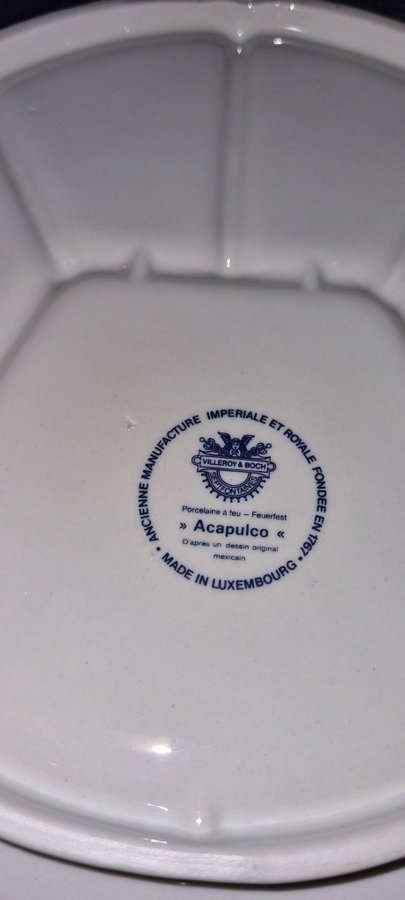 ANCIENNE MANUFACTURE IMPERIALE ET ROYALE FONDEE EN 1767
VILLEROY & BOCH
SEPTFONTAINES
Porcelaine a feu – Feuerfest
» Acapulco «
D'après un dessin original
mexicain
• MADE IN LUXEMBOURG •